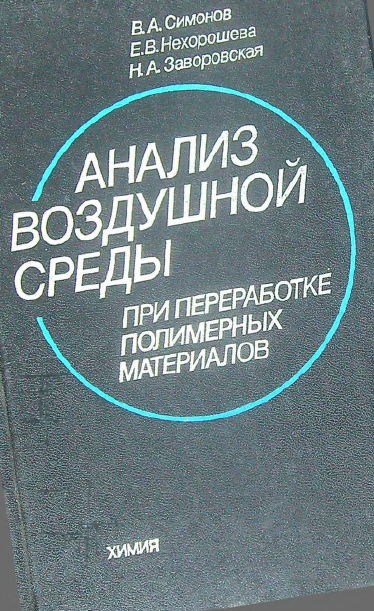 В. А. Симонов
Е. В. Нехорошева
Н. А. Заворовская
АНАЛИЗ
ВОЗДУШНОЙ
СРЕДЫ
ПРИ ПЕРЕРАБОТКЕ
ПОЛИМЕРНЫХ
МАТЕРИАЛОВ
ХИМИЯ